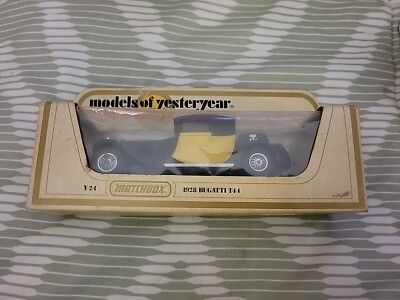 models of yesteryear®
Y-24 MATCHBOX 1928 BUGATTI T44